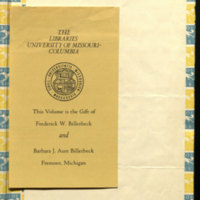 THE
LIBRARIES
UNIVERSITY OF MISSOURI-
COLUMBIA
This Volume is the Gift of
Frederick W. Billerbeck
and
Barbara J. Aurt Billerbeck
Fremont, Michigan